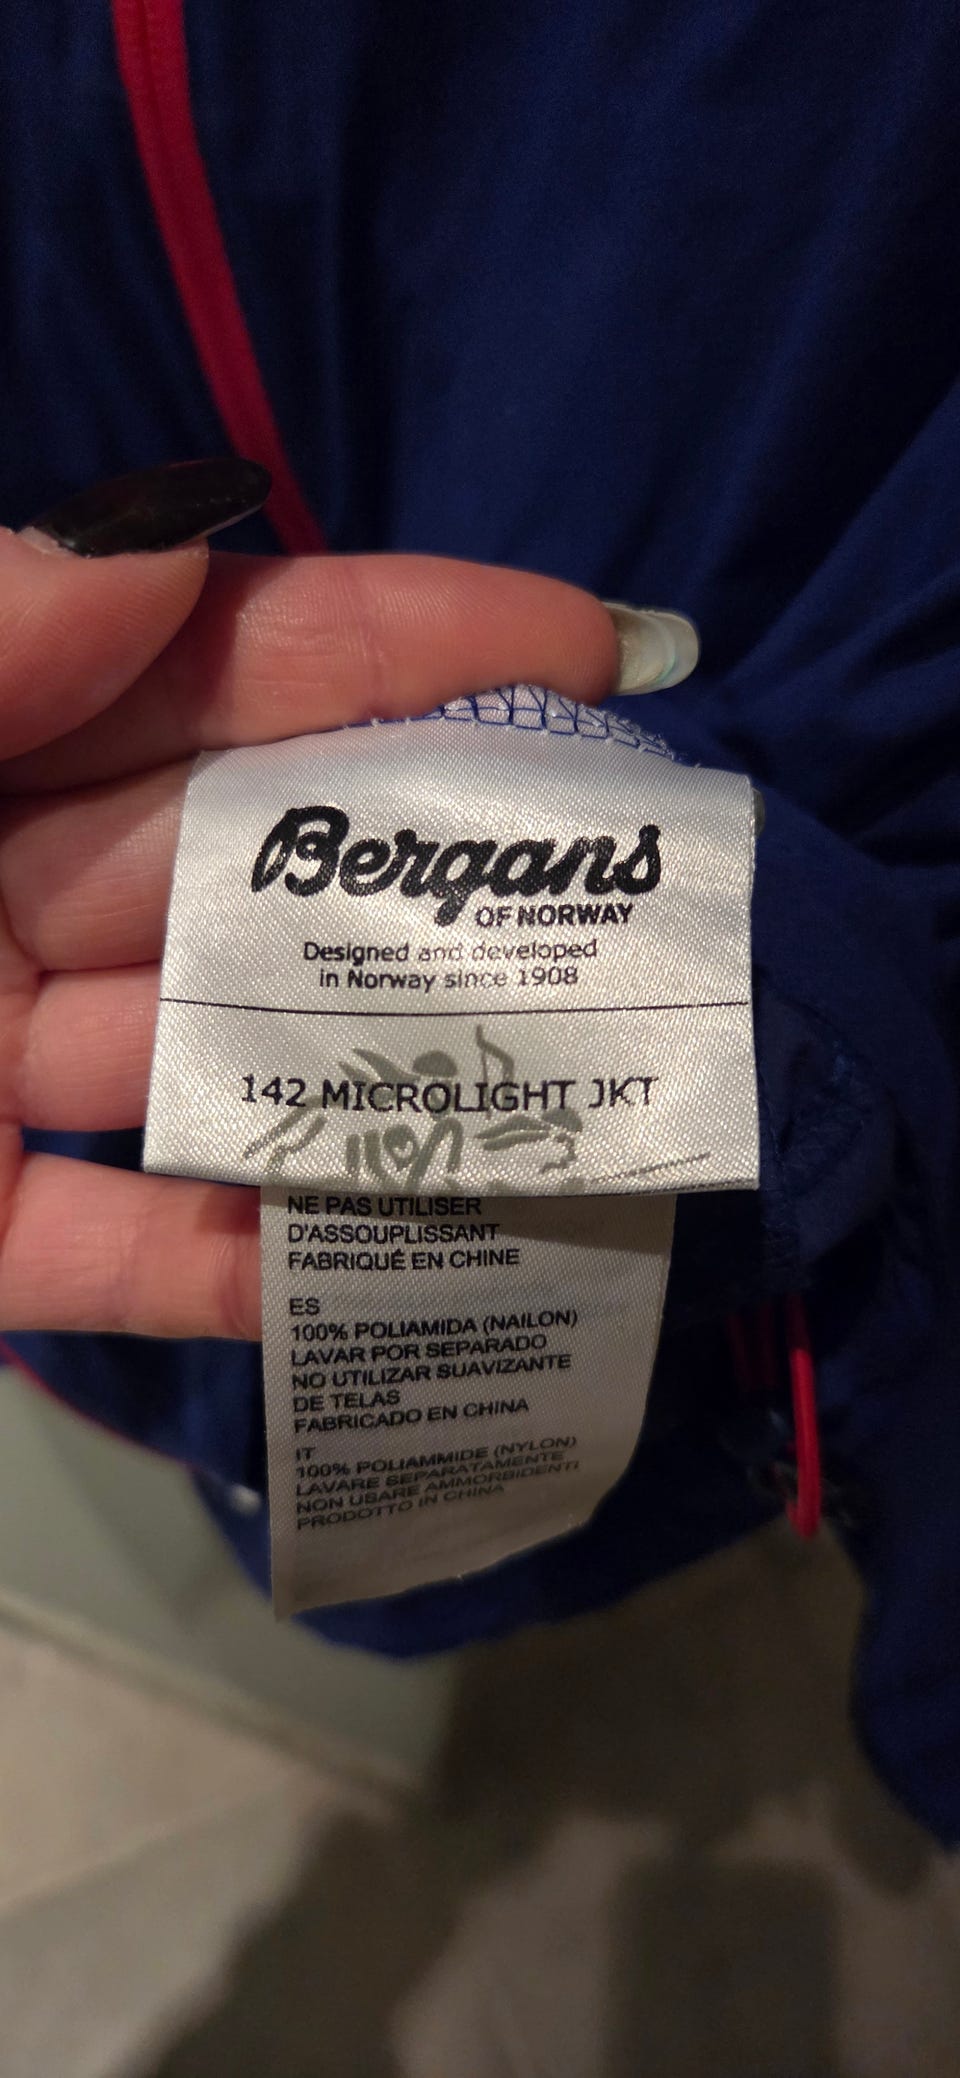 Bergans
OF NORWAY
Designed and developed
in Norway since 1908
142 MICROLIGHT JKT
NE PAS UTILISER
D'ASSOUPLISSANT
FABRIQUÉ EN CHINE
ES
100% POLIAMIDA (NAILON)
LAVAR POR SEPARADO
NO UTILIZAR SUAVIZANTE
DE TELAS
FABRICADO EN CHINA
IT
100% POLIAMMIDE (NYLON)
LAVARE SEPARATAMENTE
NON USARE AMMORBIDENTI
PRODOTTO IN CHINA